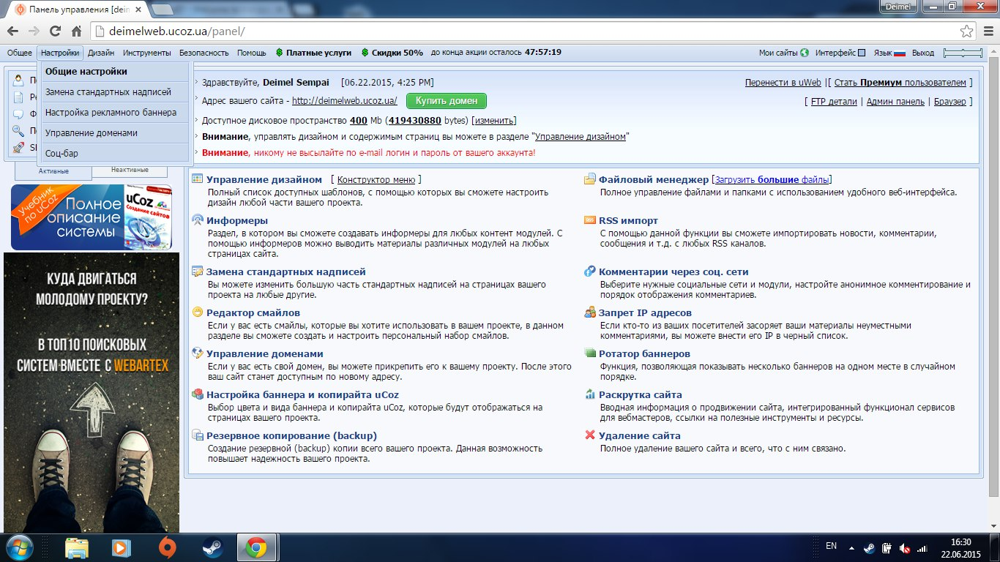 Панель управления [dein
Deimel
deimelweb.ucoz.ua/panel/
Общее Настройки Дизайн Инструменты Безопасность Помощь $ Платные услуги $ Скидки 50% до конца акции осталось 47:57:19 Мои сайты Интерфейс Язык Выход
Общие настройки
Замена стандартных надписей
Настройка рекламного баннера
Управление доменами
Соц-бар
Активные
Неактивные
Учебник по uCoz
Полное описание системы
uCoz
Создание сайтов
КУДА ДВИГАТЬСЯ
МОЛОДОМУ ПРОЕКТУ?
В ТОП10 ПОИСКОВЫХ
СИСТЕМ ВМЕСТЕ С WEBARTEX
Здравствуйте, Deimel Sempai [06.22.2015, 4:25 PM]
Перенести в uWeb |[ Стать Премиум пользователем ]
Адрес вашего сайта - http://deimelweb.ucoz.ua/ Купить домен
[ FTP детали | Админ панель | Браузер ]
Доступное дисковое пространство 400 Mb (419430880 bytes) [изменить]
Внимание, управлять дизайном и содержимым страниц вы можете в разделе "Управление дизайном"
Внимание, никому не высылайте по e-mail логин и пароль от вашего аккаунта!
Управление дизайном [ Конструктор меню ]
Полный список доступных шаблонов, с помощью которых вы сможете настроить
дизайн любой части вашего проекта.
Информеры
Раздел, в котором вы сможете создавать информеры для любых контент модулей. С
помощью информеров можно выводить материалы различных модулей на любых
страницах сайта.
Замена стандартных надписей
Вы можете изменить большую часть стандартных надписей на страницах вашего
проекта на любые другие.
Редактор смайлов
Если у вас есть смайлы, которые вы хотите использовать в вашем проекте, в данном
разделе вы сможете создать и настроить персональный набор смайлов.
Управление доменами
Если у вас есть свой домен, вы можете прикрепить его к вашему проекту. После этого
ваш сайт станет доступным по новому адресу.
Настройка баннера и копирайта uCoz
Выбор цвета и вида баннера и копирайта uCoz, которые будут отображаться на
страницах вашего проекта.
Резервное копирование (backup)
Создание резервной (backup) копии всего вашего проекта. Данная возможность
повышает надежность вашего проекта.
Файловый менеджер [Загрузить большие файлы]
Полное управление файлами и папками с использованием удобного веб-интерфейса.
RSS импорт
С помощью данной функции вы сможете импортировать новости, комментарии,
сообщения и т.д. с любых RSS каналов.
Комментарии через соц. сети
Выберите нужные социальные сети и модули, настройте анонимное комментирование и
порядок отображения комментариев.
Запрет IP адресов
Если кто-то из ваших посетителей засоряет ваши материалы неуместными
комментариями, вы можете внести его IP в черный список.
Ротатор баннеров
Функция, позволяющая показывать несколько баннеров на одном месте в случайном
порядке.
Раскрутка сайта
Вводная информация о продвижении сайта, интегрированный функционал сервисов
для вебмастеров, ссылки на полезные инструменты и ресурсы.
Удаление сайта
Полное удаление вашего сайта и всего, что с ним связано.
EN
16:30
22.06.2015